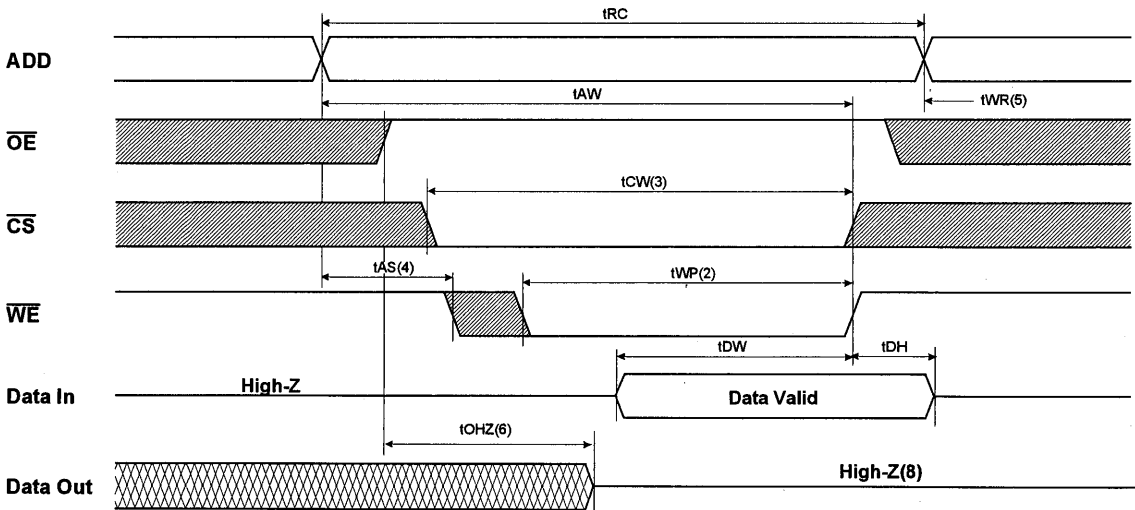 tRC
ADD
tAW
tWR(5)
OE
tCW(3)
CS
tAS(4)
tWP(2)
WE
tDW
tDH
High-Z
Data In
Data Valid
tOHZ(6)
High-Z(8)
Data Out